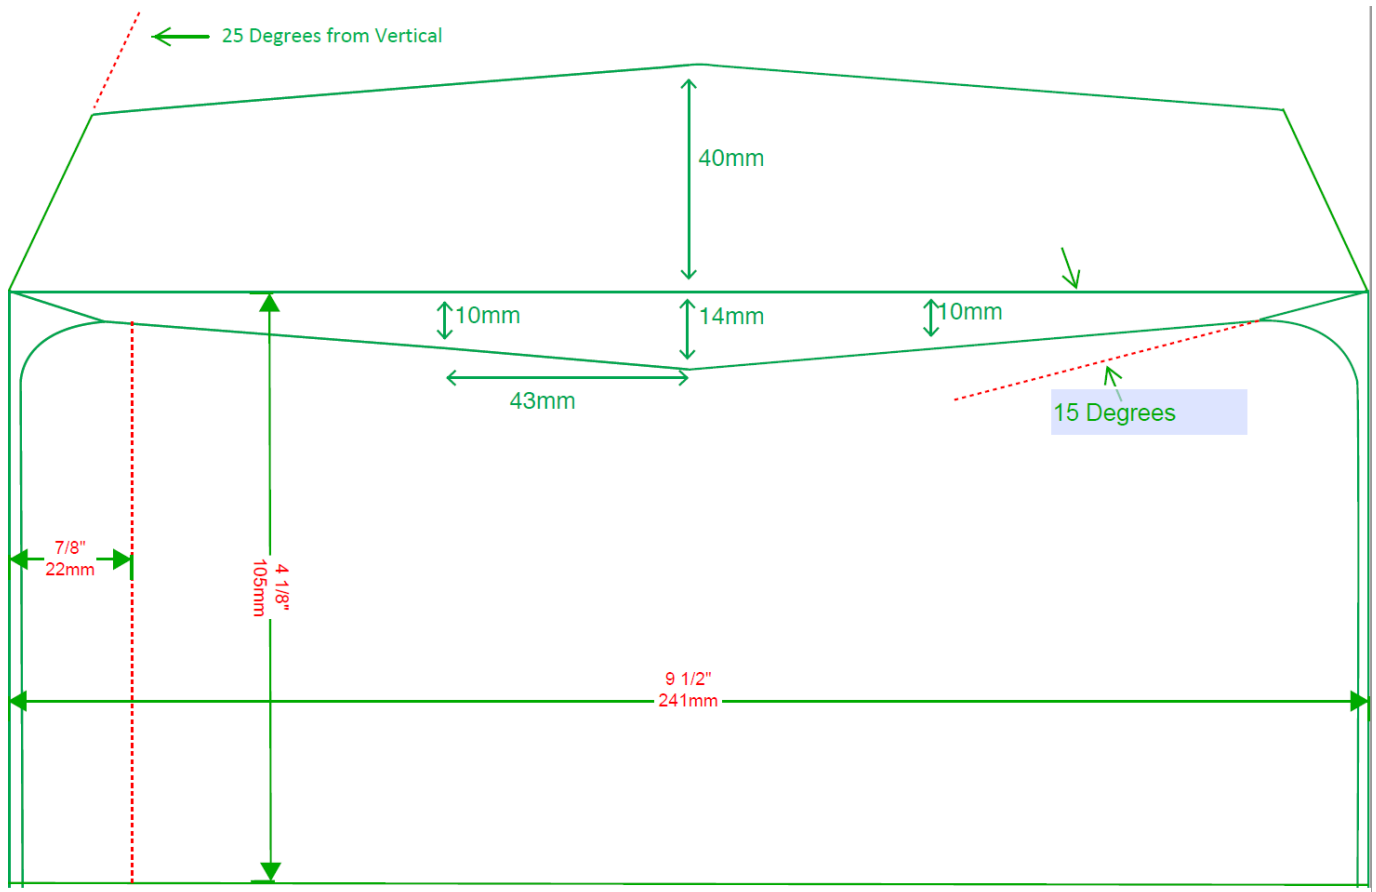 25 Degrees from Vertical
40mm
10mm
14mm
10mm
43mm
15 Degrees
7/8"
22mm
4 1/8"
105mm
9 1/2"
241mm